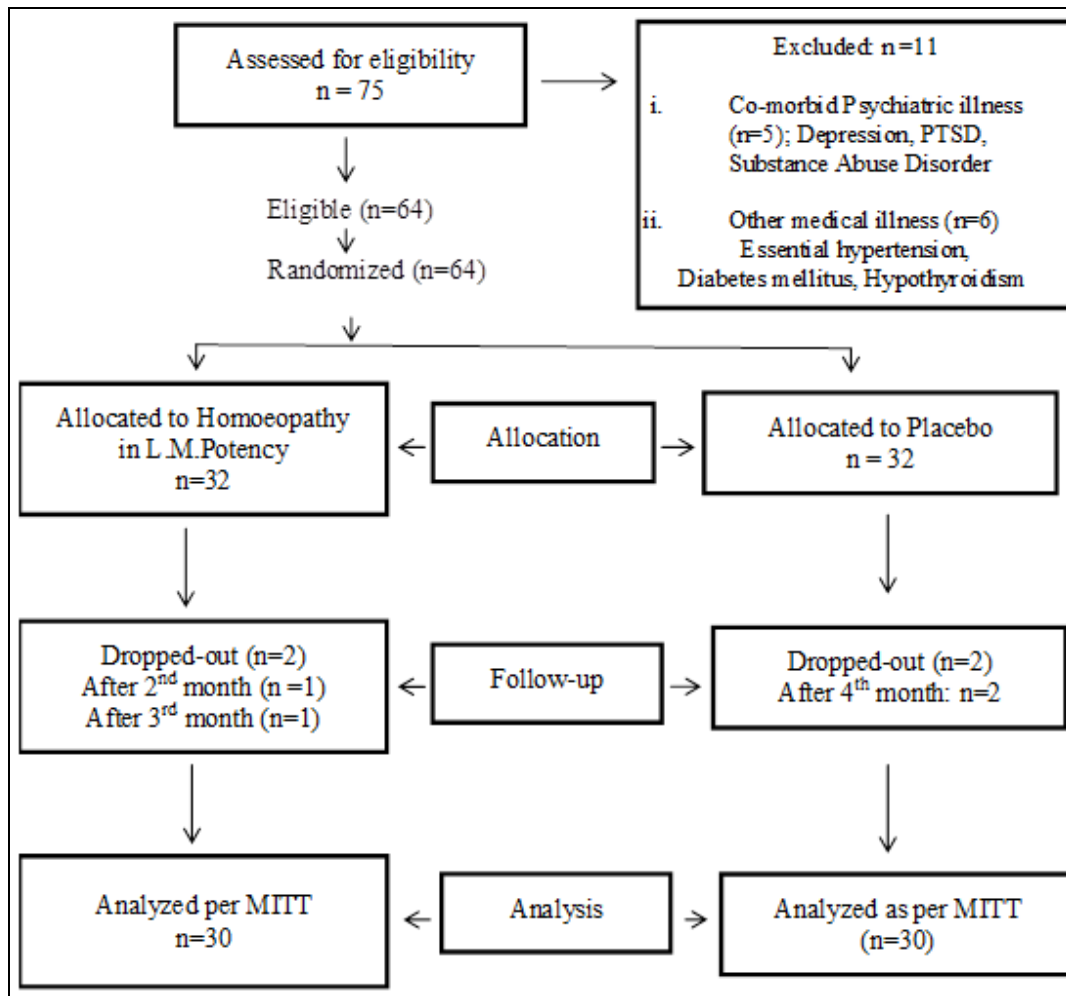 Assessed for eligibility
n = 75
Excluded: n =11
i. Co-morbid Psychiatric illness
(n=5); Depression, PTSD,
Substance Abuse Disorder
ii. Other medical illness (n=6)
Essential hypertension,
Diabetes mellitus, Hypothyroidism
Eligible (n=64)
Randomized (n=64)
Allocated to Homoeopathy
in L.M.Potency
n=32
Allocation
Allocated to Placebo
n = 32
Dropped-out (n=2)
After 2nd month (n =1)
After 3rd month (n=1)
Follow-up
Dropped-out (n=2)
After 4th month: n=2
Analyzed per MITT
n=30
Analysis
Analyzed as per MITT
(n=30)